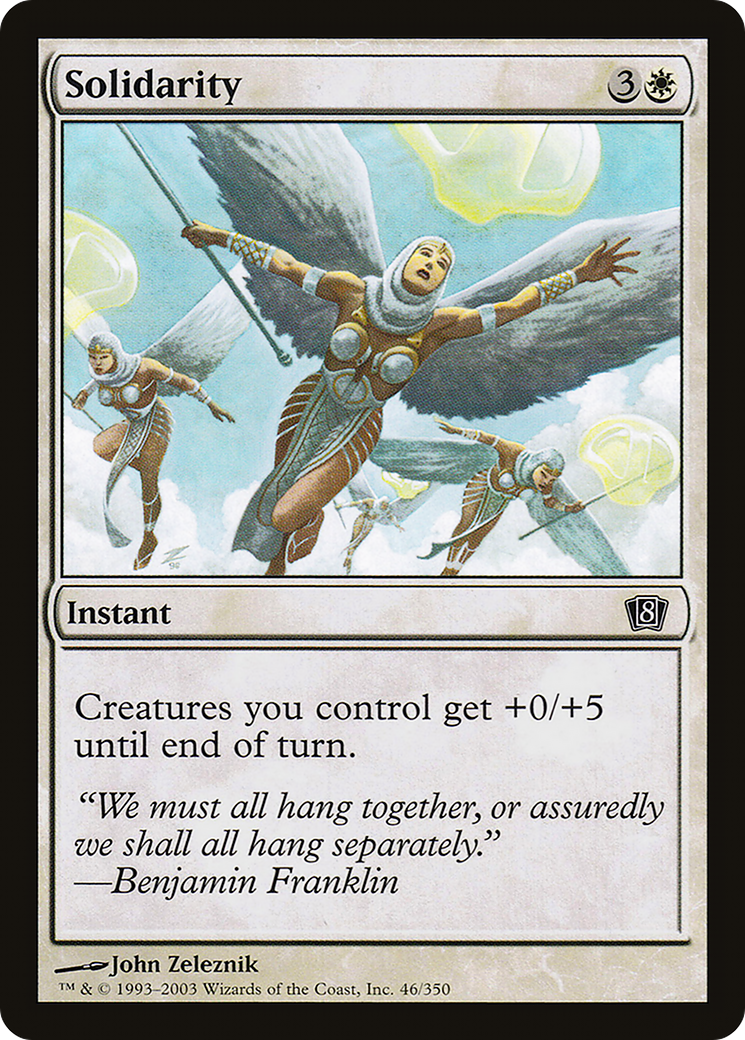 Solidarity 3
Z
98
Instant 8
Creatures you control get +0/+5
until end of turn.
“We must all hang together, or assuredly
we shall all hang separately.”
—Benjamin Franklin
John Zeleznik
™ & © 1993–2003 Wizards of the Coast, Inc. 46/350